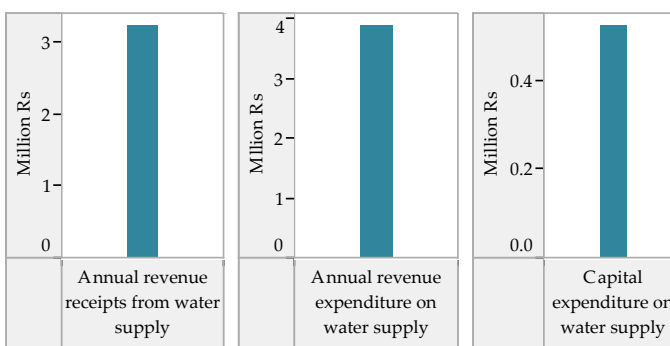 3
2
1
0
Million Rs
Annual revenue
receipts from water
supply
4
3
2
1
0
Million Rs
Annual revenue
expenditure on
water supply
0.4
0.2
0.0
Million Rs
Capital
expenditure on
water supply